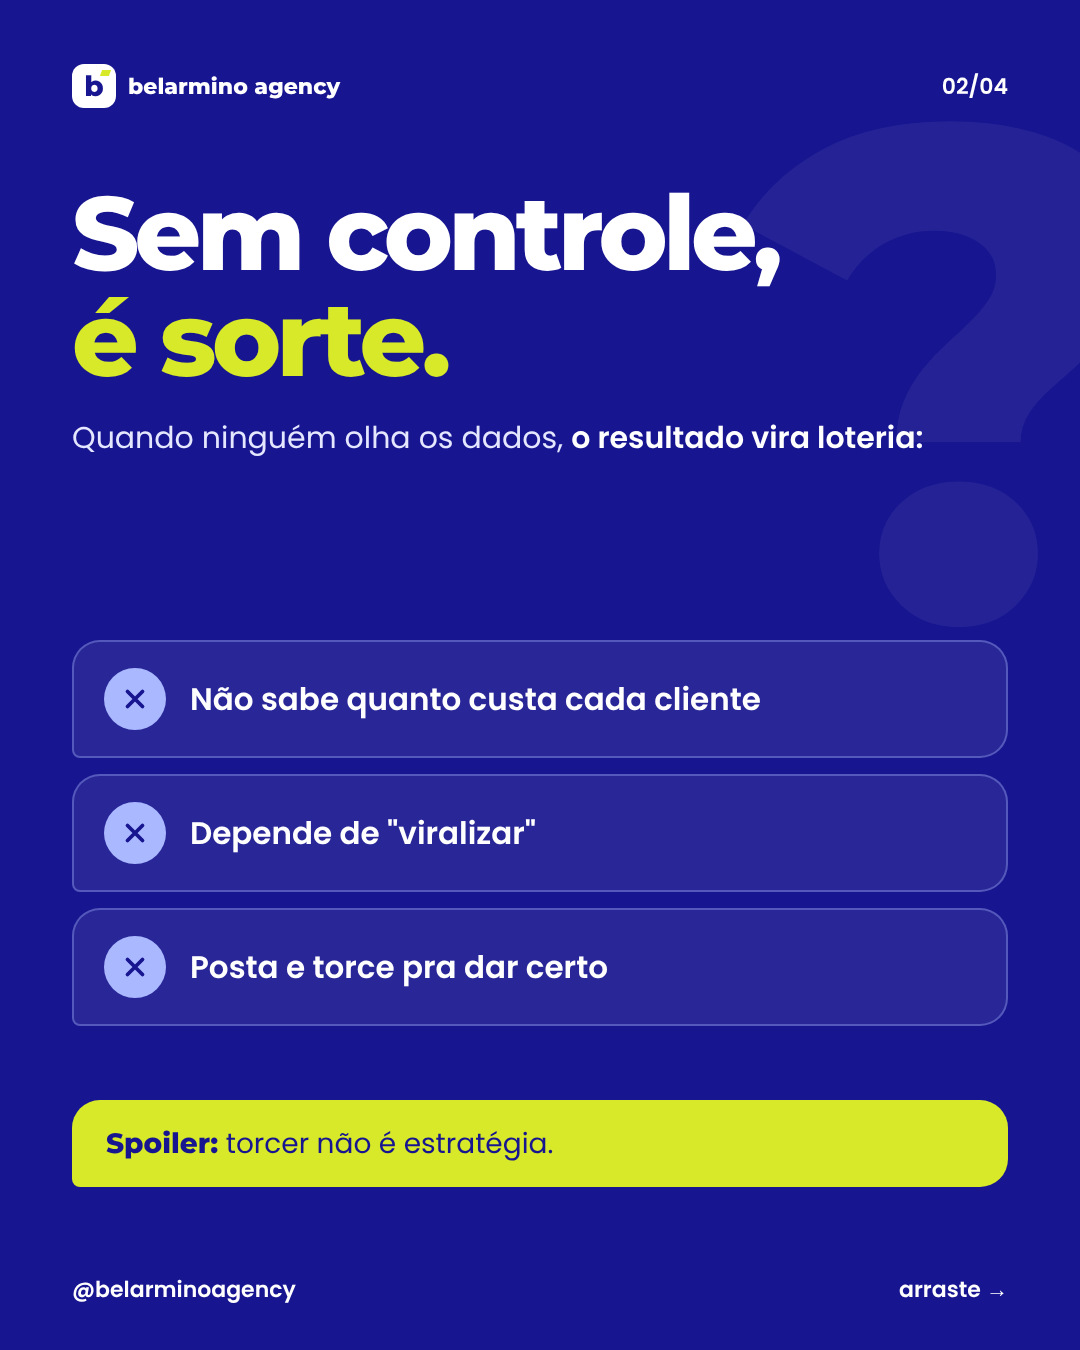 belarmino agency
02/04
Sem controle,
é sorte.
Quando ninguém olha os dados, o resultado vira loteria:
Não sabe quanto custa cada cliente
Depende de "viralizar"
Posta e torce pra dar certo
Spoiler: torcer não é estratégia.
@belarminoagency
arraste →